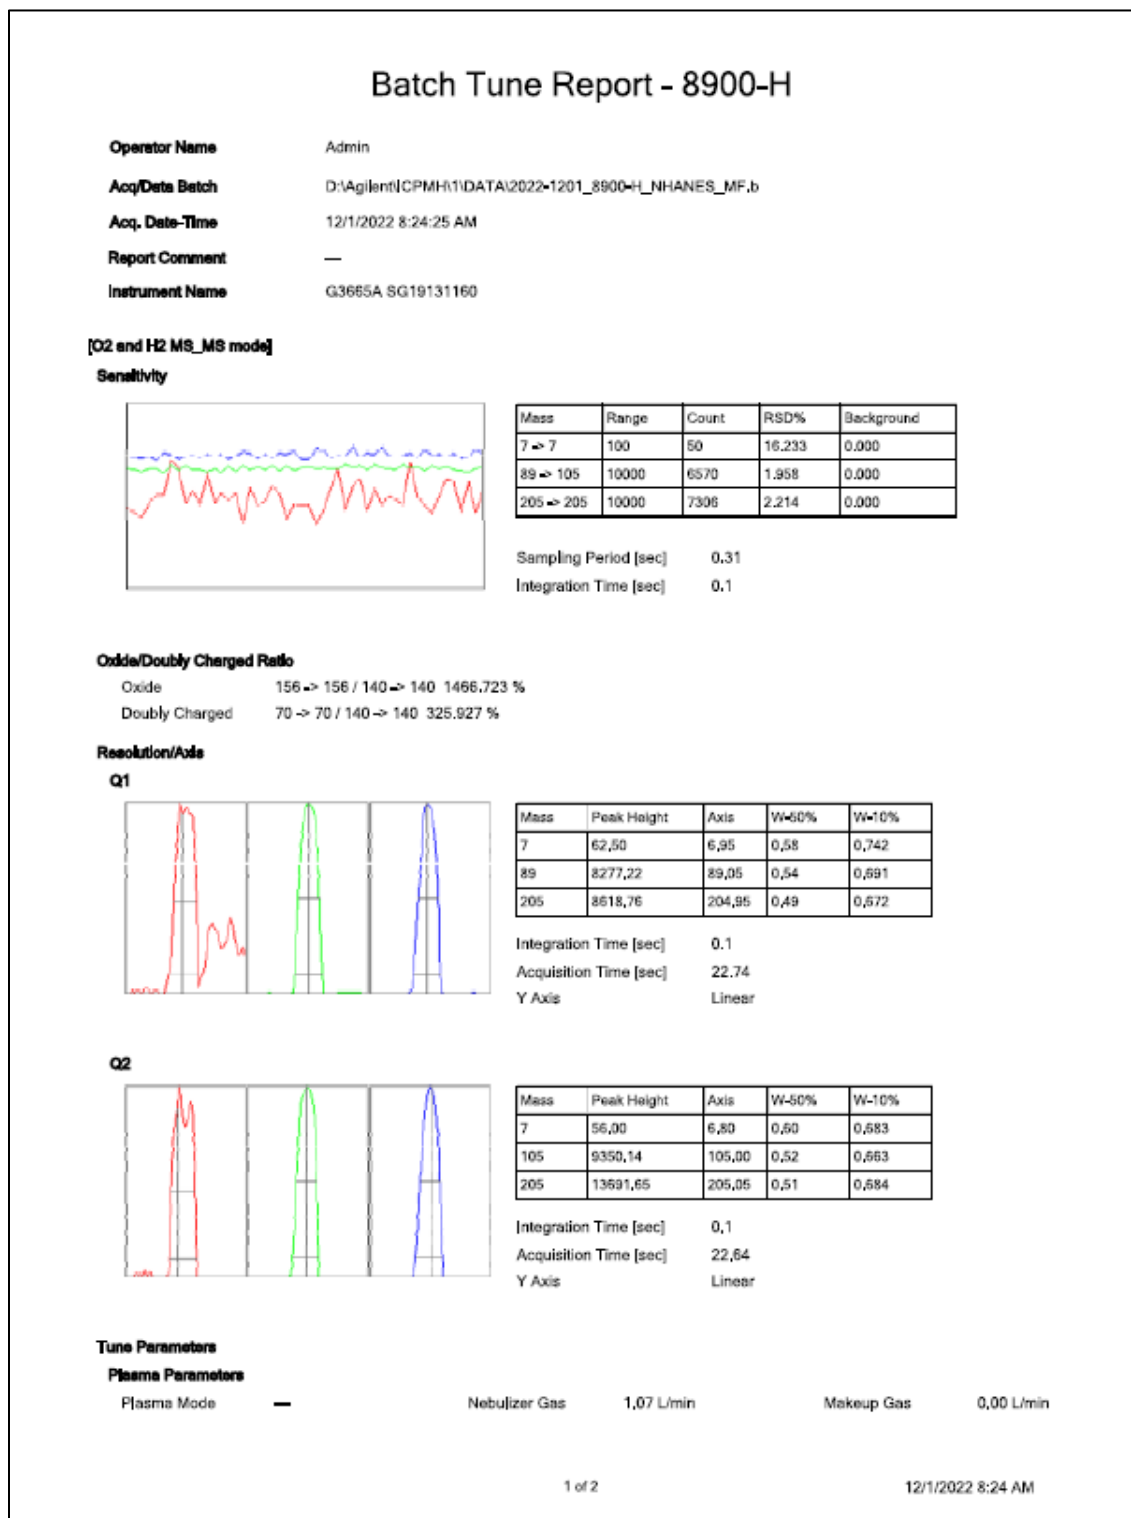 Batch Tune Report - 8900-H
Operator Name Admin
Acq/Data Batch D:\Agilent\ICPMH\1\DATA\2022-1201_8900-H_NHANES_MF.b
Acq. Date-Time 12/1/2022 8:24:25 AM
Report Comment —
Instrument Name G3665A SG19131160
[O2 and H2 MS_MS mode]
Sensitivity
Mass Range Count RSD% Background
7 -> 7 100 50 16.233 0.000
89 -> 105 10000 6570 1.958 0.000
205 -> 205 10000 7306 2.214 0.000
Sampling Period [sec] 0.31
Integration Time [sec] 0.1
Oxide/Doubly Charged Ratio
Oxide 156 -> 156 / 140 -> 140 1466.723 %
Doubly Charged 70 -> 70 / 140 -> 140 325.927 %
Resolution/Axis
Q1
Mass Peak Height Axis W-50% W-10%
7 62.50 6.95 0.58 0.742
89 8277.22 89.05 0.54 0.691
205 8618.76 204.95 0.49 0.672
Integration Time [sec] 0.1
Acquisition Time [sec] 22.74
Y Axis Linear
Q2
Mass Peak Height Axis W-50% W-10%
7 56.00 6.80 0.60 0.683
105 9350.14 105.00 0.52 0.663
205 13691.65 205.05 0.51 0.684
Integration Time [sec] 0.1
Acquisition Time [sec] 22.64
Y Axis Linear
Tune Parameters
Plasma Parameters
Plasma Mode — Nebulizer Gas 1.07 L/min Makeup Gas 0.00 L/min
1 of 2 12/1/2022 8:24 AM